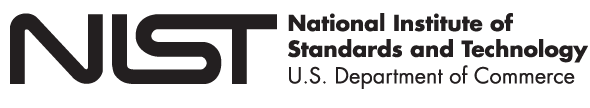 NIST
National Institute of
Standards and Technology
U.S. Department of Commerce